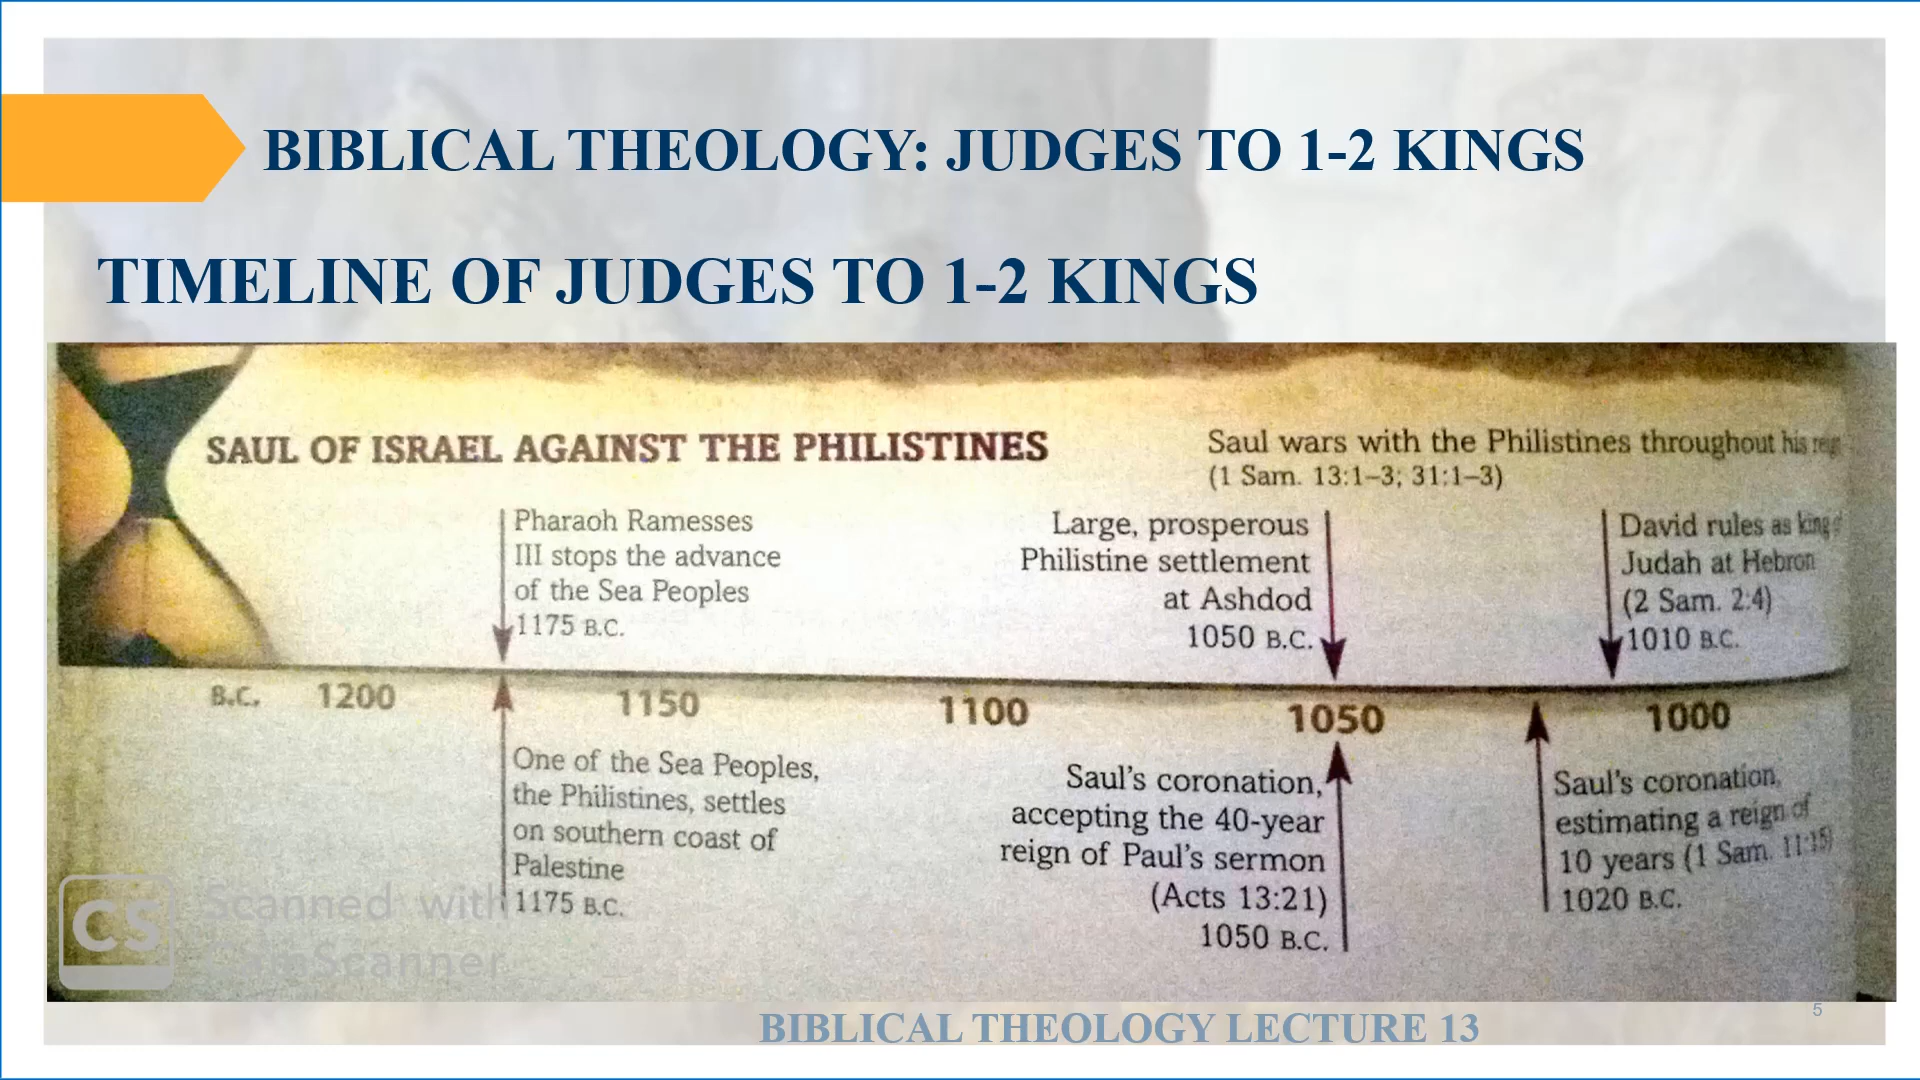 BIBLICAL THEOLOGY: JUDGES TO 1-2 KINGS
TIMELINE OF JUDGES TO 1-2 KINGS
SAUL OF ISRAEL AGAINST THE PHILISTINES
Saul wars with the Philistines throughout his
(1 Sam. 13:1–3; 31:1–3)
Pharaoh Ramesses
III stops the advance
of the Sea Peoples
1175 B.C.
Large, prosperous
Philistine settlement
at Ashdod
1050 B.C.
David rules as king
Judah at Hebron
(2 Sam. 2:4)
1010 B.C.
B.C. 1200 1150 1100 1050 1000
One of the Sea Peoples,
the Philistines, settles
on southern coast of
Palestine
1175 B.C.
Saul's coronation,
accepting the 40-year
reign of Paul's sermon
(Acts 13:21)
1050 B.C.
Saul's coronation,
estimating a reign of
10 years (1 Sam. 11:15)
1020 B.C.
CS
Scanned with
CamScanner
5
BIBLICAL THEOLOGY LECTURE 13